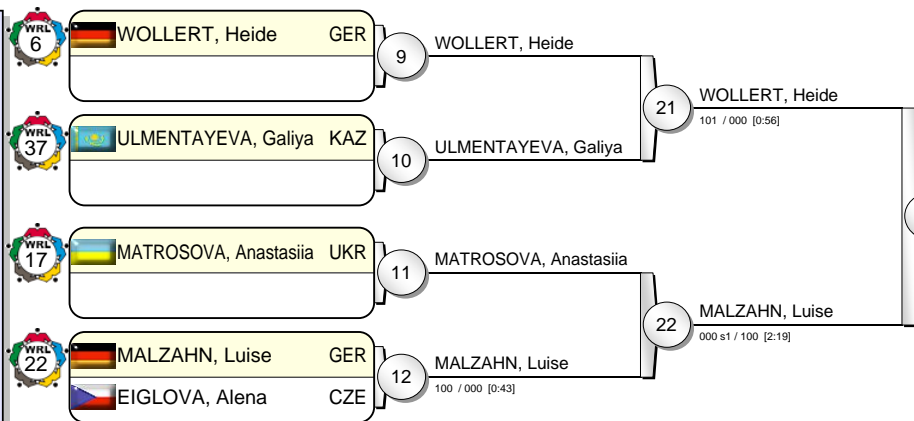 WRL
6
WOLLERT, Heide GER
9
WOLLERT, Heide
21
WOLLERT, Heide
101 / 000 [0:56]
WRL
37
ULMENTAYEVA, Galiya KAZ
10
ULMENTAYEVA, Galiya
WRL
17
MATROSOVA, Anastasiia UKR
11
MATROSOVA, Anastasiia
22
MALZAHN, Luise
000 s1 / 100 [2:19]
WRL
22
MALZAHN, Luise GER
12
MALZAHN, Luise
100 / 000 [0:43]
EIGLOVA, Alena CZE